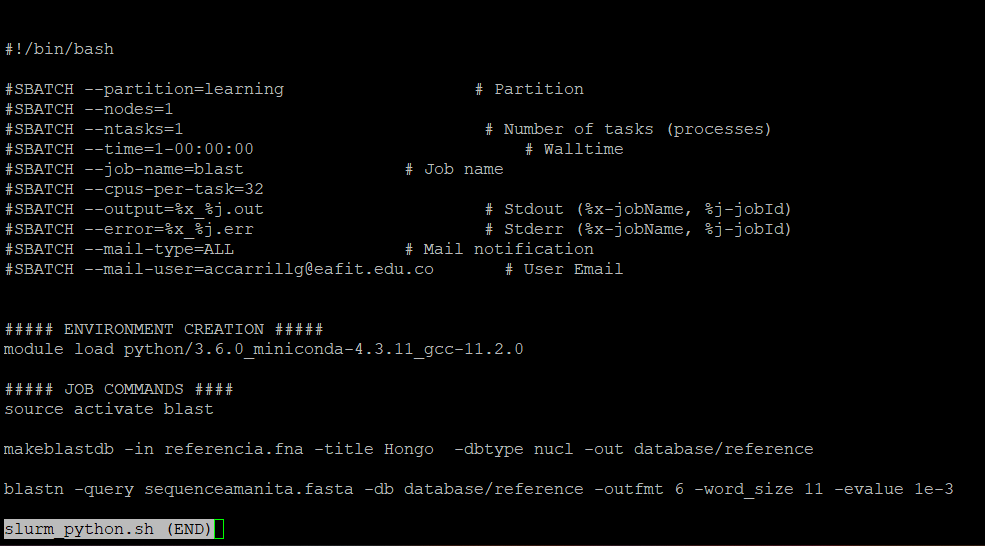 #!/bin/bash
#SBATCH --partition=learning # Partition
#SBATCH --nodes=1
#SBATCH --ntasks=1 # Number of tasks (processes)
#SBATCH --time=1-00:00:00 # Walltime
#SBATCH --job-name=blast # Job name
#SBATCH --cpus-per-task=32
#SBATCH --output=%x_%j.out # Stdout (%x-jobName, %j-jobId)
#SBATCH --error=%x_%j.err # Stderr (%x-jobName, %j-jobId)
#SBATCH --mail-type=ALL # Mail notification
#SBATCH --mail-user=accarrillg@eafit.edu.co # User Email
##### ENVIRONMENT CREATION #####
module load python/3.6.0_miniconda-4.3.11_gcc-11.2.0
##### JOB COMMANDS ####
source activate blast
makeblastdb -in referencia.fna -title Hongo  -dbtype nucl -out database/reference
blastn -query sequenceamanita.fasta -db database/reference -outfmt 6 -word_size 11 -evalue 1e-3
slurm_python.sh (END)